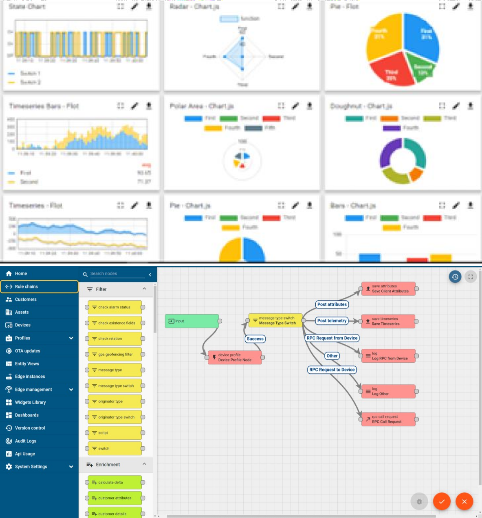 State Chart
Radar - Chart.js
Pie - Flot
function
First
Second
Third
Fourth
Switch 1
Switch 2
Fourth
31%
First
31%
Third
Second
Timeseries Bars - Flot
Polar Area - Chart.js
Doughnut - Chart.js
First
Second
Third
Fourth
Fifth
First
Second
Third
Fourth
avg
First
Second
Timeseries - Flot
Pie - Chart.js
Bars - Chart.js
First
Second
Third
Fourth
First
Second
Third
Fourth
100
Home
Rule chains
Customers
Assets
Devices
Profiles
OTA updates
Entity Views
Edge instances
Edge management
Widgets Library
Dashboards
Version control
Audit Logs
Api Usage
System Settings
Search nodes
Filter
check alarm status
check existence fields
check relation
gps geofencing filter
message type
message type switch
originator type
originator type switch
script
switch
Enrichment
calculate delta
customer attributes
customer details
Input
device profile
Device Profile Node
Success
message type switch
Message Type Switch
Post attributes
Post telemetry
RPC Request from Device
Other
RPC Request to Device
save attributes
Save Client Attributes
save timeseries
Save Timeseries
log
Log RPC from Device
log
Log Other
rpc call request
RPC Call Request